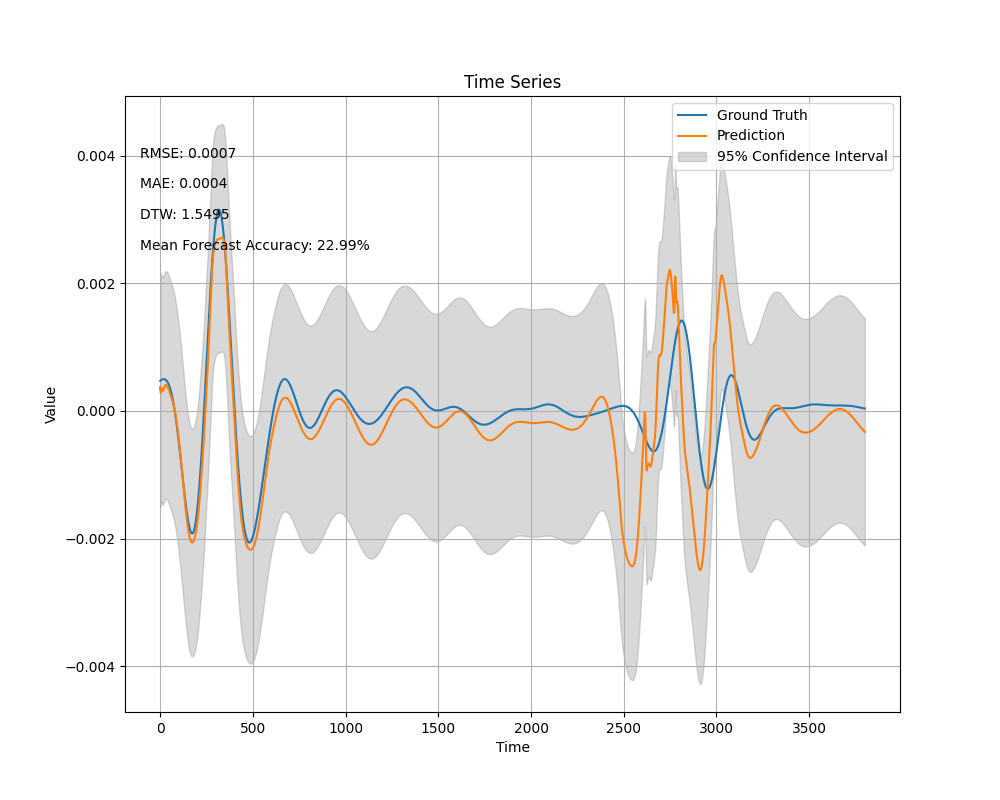 Time Series
Ground Truth
Prediction
95% Confidence Interval
RMSE: 0.0007
MAE: 0.0004
DTW: 1.5495
Mean Forecast Accuracy: 22.99%
0.004
0.002
0.000
−0.002
−0.004
Value
0 500 1000 1500 2000 2500 3000 3500
Time